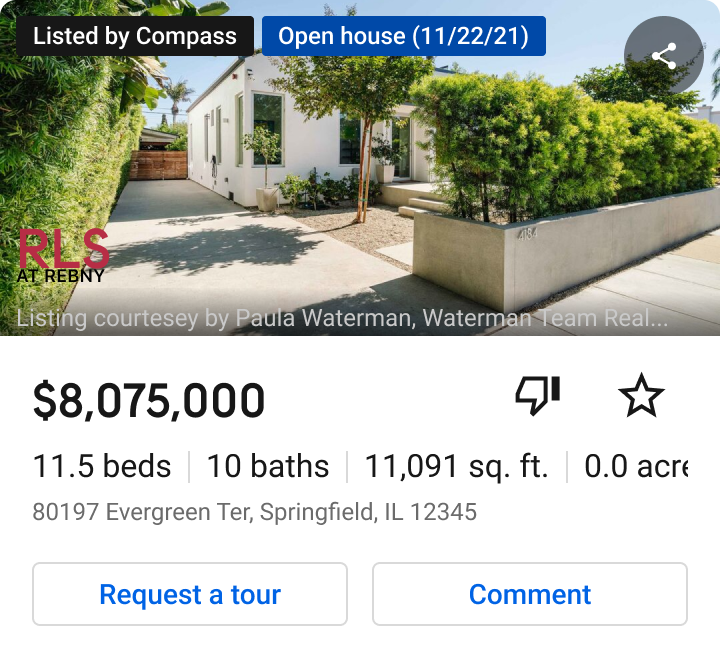 Listed by Compass
Open house (11/22/21)
484
RLS
AT REBNY
Listing courtesey by Paula Waterman, Waterman Team Real...
$8,075,000
11.5 beds
10 baths
11,091 sq. ft.
0.0 acre
80197 Evergreen Ter, Springfield, IL 12345
Request a tour
Comment